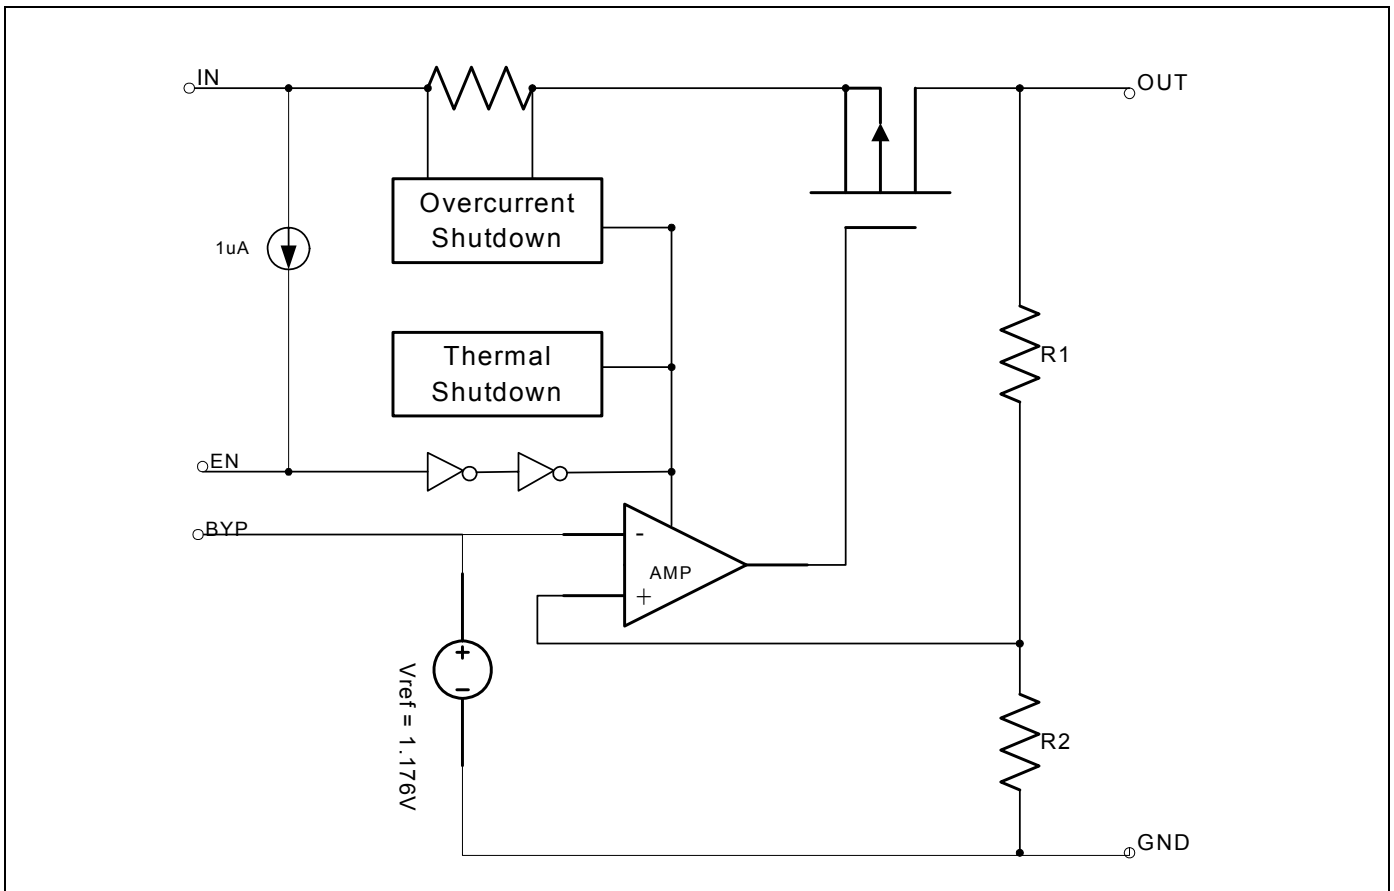 IN
OUT
Overcurrent
Shutdown
1uA
Thermal
Shutdown
R1
EN
BYP
-
AMP
+
+
-
Vref = 1.176V
R2
GND